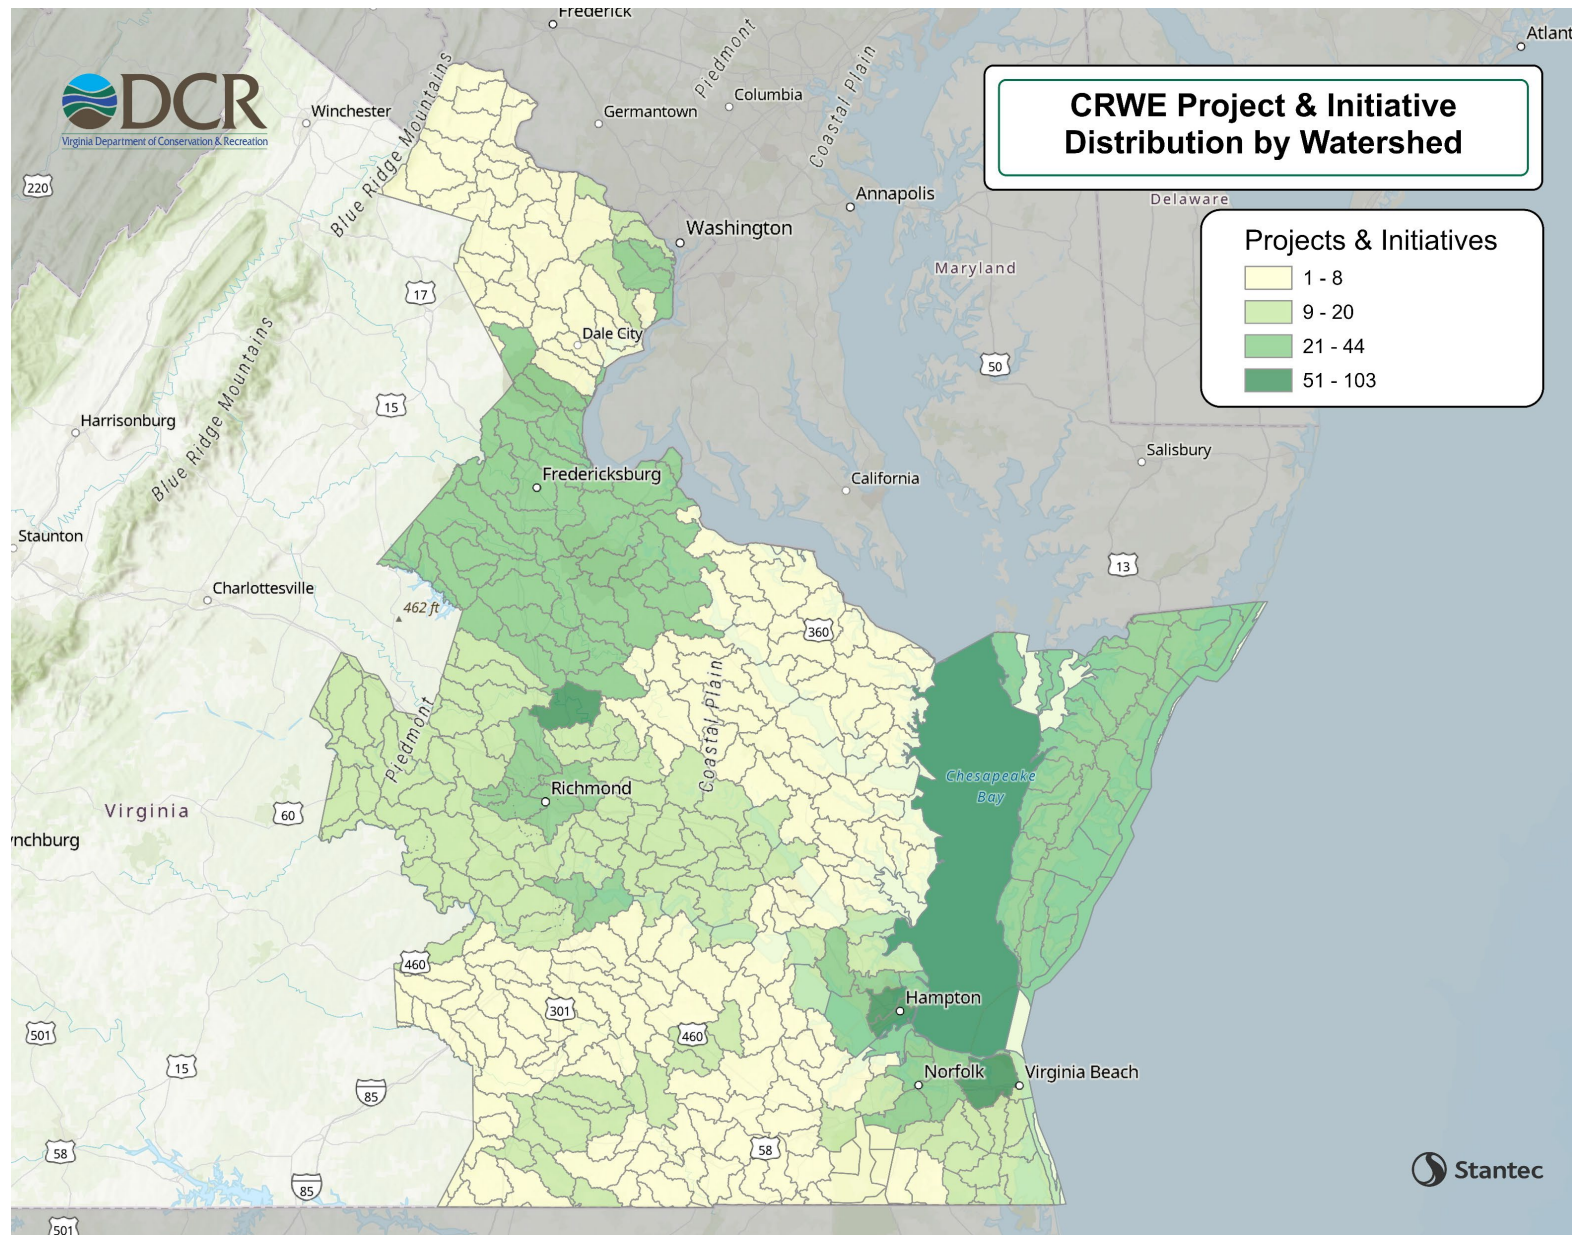 Frederick
Atlant
DCR
Virginia Department of Conservation & Recreation
CRWE Project & Initiative
Distribution by Watershed
Piedmont
Coastal Plain
Columbia
Winchester
Germantown
Blue Ridge Mountains
220
Annapolis
Delaware
Washington
Projects & Initiatives
1 - 8
9 - 20
21 - 44
51 - 103
Maryland
17
Dale City
50
15
Blue Ridge Mountains
Harrisonburg
Salisbury
Fredericksburg
California
Staunton
13
Charlottesville
462 ft
360
Coastal Plain
Piedmont
Chesapeake
Bay
Richmond
Virginia
60
ynchburg
460
Hampton
301
501
460
15
Norfolk
Virginia Beach
85
58
58
Stantec
85
501